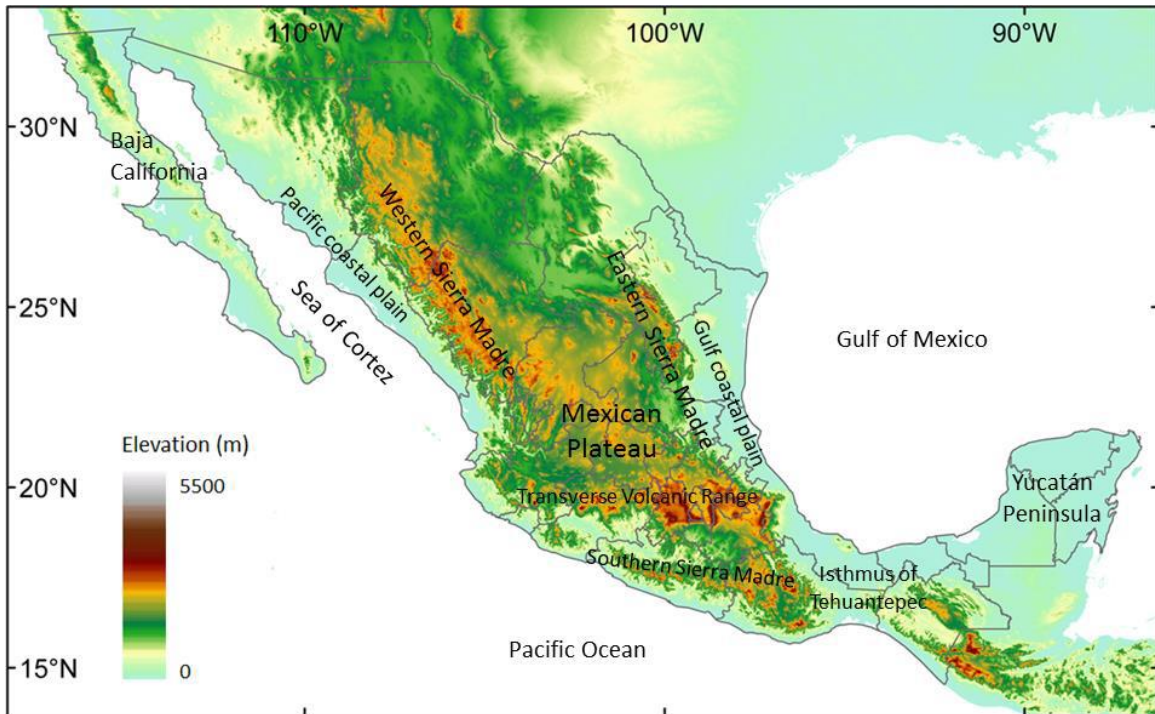 110°W
100°W
90°W
30°N
Baja
California
Pacific coastal plain
Western Sierra Madre
Eastern Sierra Madre
25°N
Sea of Cortez
Gulf coastal plain
Gulf of Mexico
Mexican
Plateau
Elevation (m)
5500
0
20°N
Transverse Volcanic Range
Yucatán
Peninsula
Southern Sierra Madre
Isthmus of
Tehuantepec
Pacific Ocean
15°N